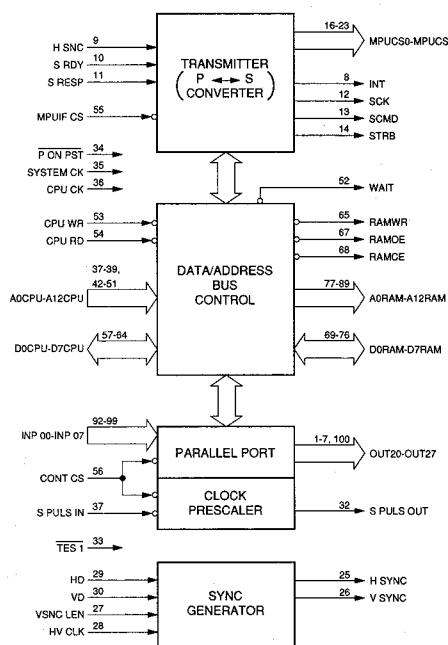 16-23
MPUCS0-MPUCS
H SNC 9
S RDY 10
S RESP 11
MPUIF CS 55
TRANSMITTER
( P ↔ S )
CONVERTER
8 INT
12 SCK
13 SCMD
14 STRB
P ON PST 34
SYSTEM CK 35
CPU CK 36
52 WAIT
CPU WR 53
CPU RD 54
37-39,
42-51
A0CPU-A12CPU
57-64
D0CPU-D7CPU
DATA/ADDRESS
BUS
CONTROL
65 RAMWR
67 RAMOE
68 RAMCE
77-89
A0RAM-A12RAM
69-76
D0RAM-D7RAM
92-99
INP 00-INP 07
CONT CS 56
S PULS IN 37
PARALLEL PORT
CLOCK
PRESCALER
1-7, 100
OUT20-OUT27
32 S PULS OUT
TES 1 33
HD 29
VD 30
VSNC LEN 27
HV CLK 28
SYNC
GENERATOR
25 H SYNC
26 V SYNC